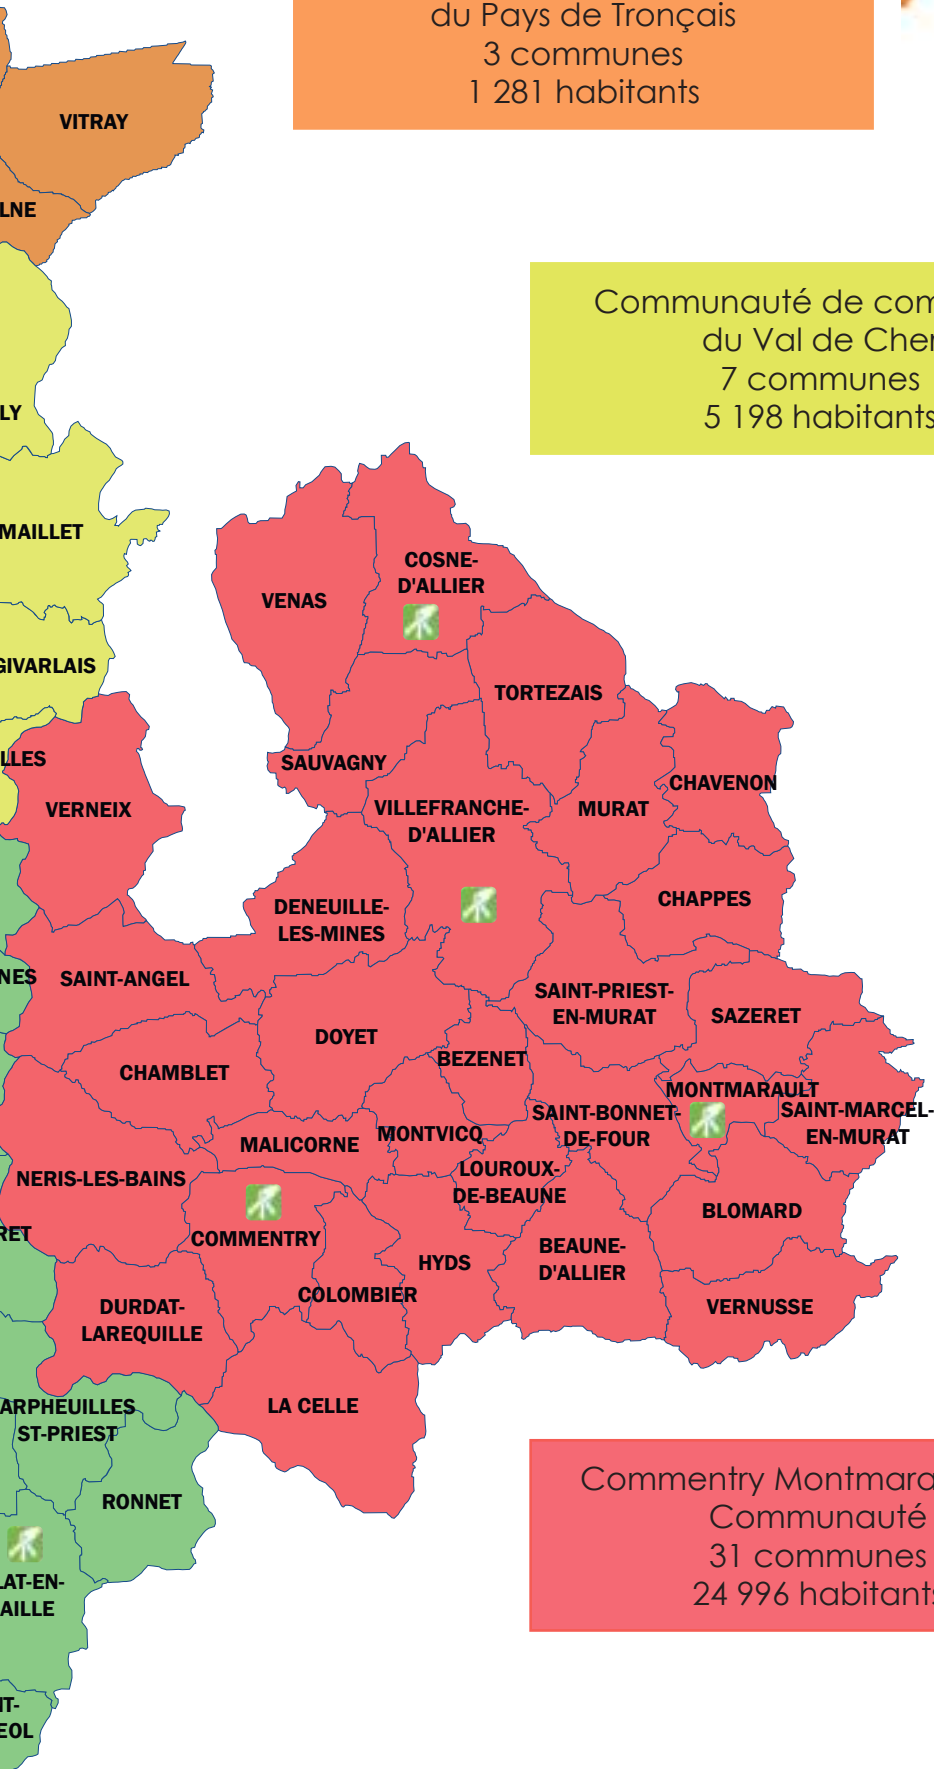 du Pays de Tronçais
3 communes
1 281 habitants
VITRAY
LNE
Communauté de com
du Val de Cher
7 communes
5 198 habitants
LY
MAILLET
COSNE-
D'ALLIER
VENAS
GIVARLAIS
TORTEZAIS
LLES
SAUVAGNY
CHAVENON
VERNEIX
VILLEFRANCHE-
D'ALLIER
MURAT
CHAPPES
DENEUILLE-
LES-MINES
NES
SAINT-ANGEL
SAINT-PRIEST-
EN-MURAT
SAZERET
DOYET
BEZENET
CHAMBLET
MONTMARAULT
SAINT-MARCEL-
EN-MURAT
SAINT-BONNET-
DE-FOUR
MALICORNE
MONTVICQ
LOUROUX-
DE-BEAUNE
NERIS-LES-BAINS
BLOMARD
RET
COMMENTRY
BEAUNE-
D'ALLIER
HYDS
COLOMBIER
DURDAT-
LAREQUILLE
VERNUSSE
LA CELLE
ARPHEUILLES
ST-PRIEST
RONNET
Commentry Montmara
Communauté
31 communes
24 996 habitants
LAT-EN-
AILLE
NT-
EOL